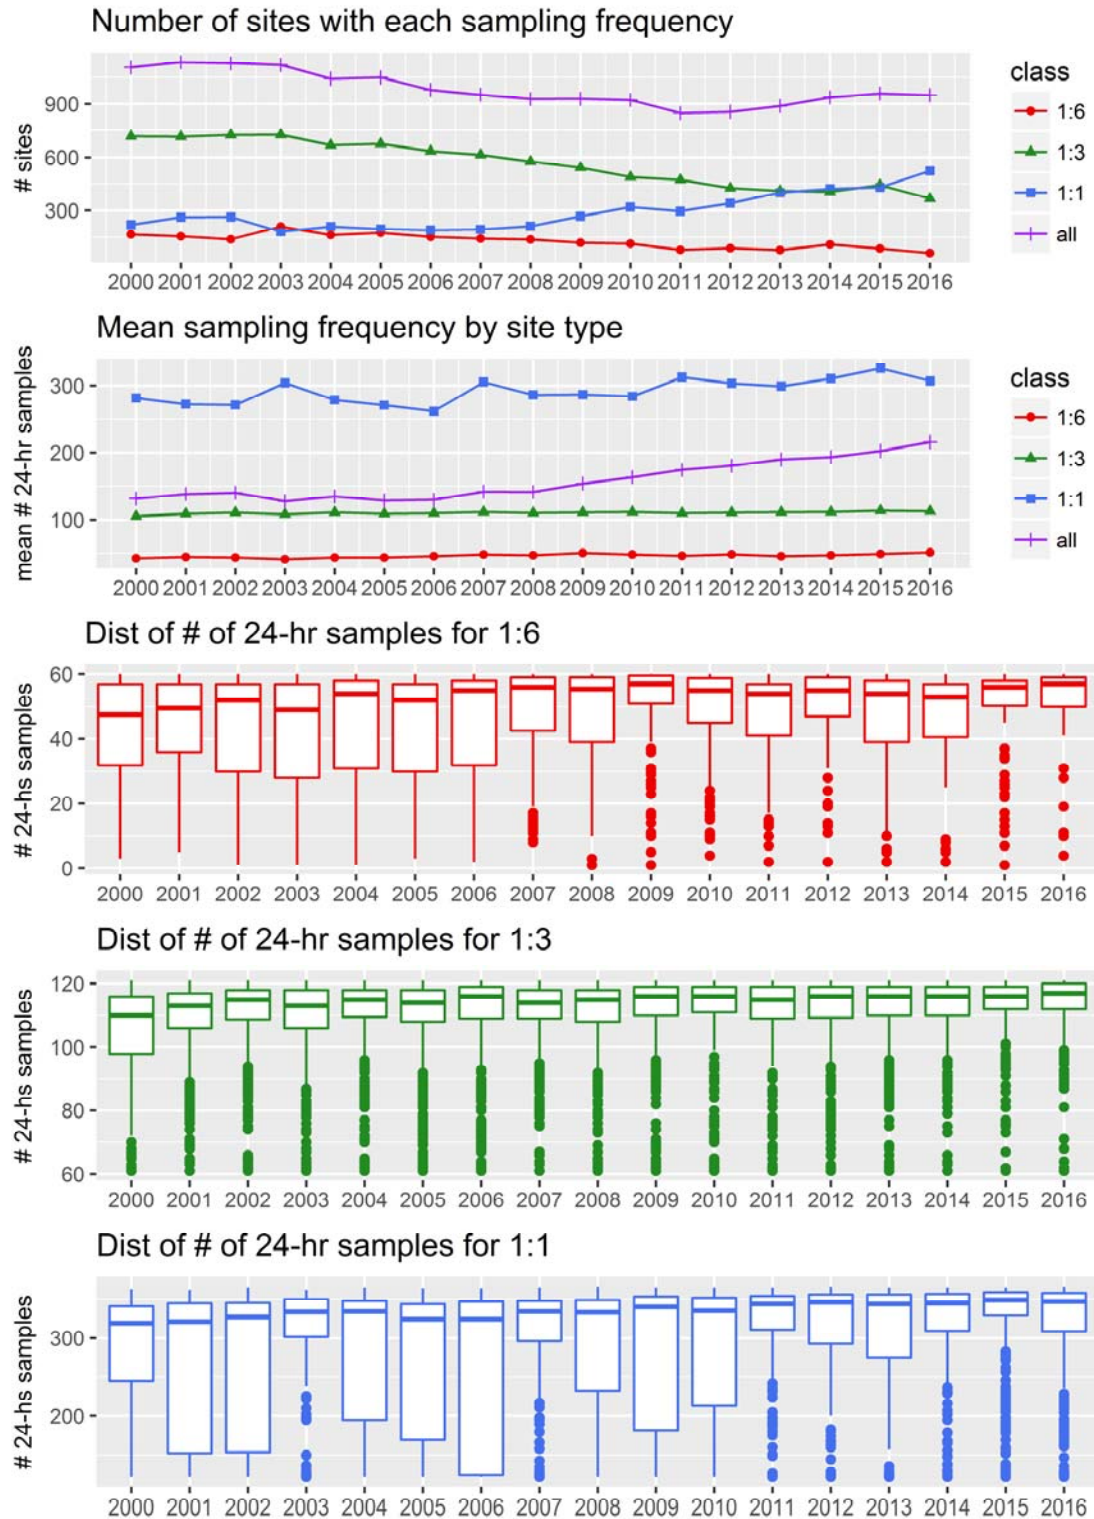 Number of sites with each sampling frequency
# sites
900
600
300
2000 2001 2002 2003 2004 2005 2006 2007 2008 2009 2010 2011 2012 2013 2014 2015 2016
class
1:6
1:3
1:1
all
Mean sampling frequency by site type
mean # 24-hr samples
300
200
100
2000 2001 2002 2003 2004 2005 2006 2007 2008 2009 2010 2011 2012 2013 2014 2015 2016
class
1:6
1:3
1:1
all
Dist of # of 24-hr samples for 1:6
# 24-hs samples
60
40
20
0
2000 2001 2002 2003 2004 2005 2006 2007 2008 2009 2010 2011 2012 2013 2014 2015 2016
Dist of # of 24-hr samples for 1:3
# 24-hs samples
120
100
80
60
2000 2001 2002 2003 2004 2005 2006 2007 2008 2009 2010 2011 2012 2013 2014 2015 2016
Dist of # of 24-hr samples for 1:1
# 24-hs samples
300
200
2000 2001 2002 2003 2004 2005 2006 2007 2008 2009 2010 2011 2012 2013 2014 2015 2016